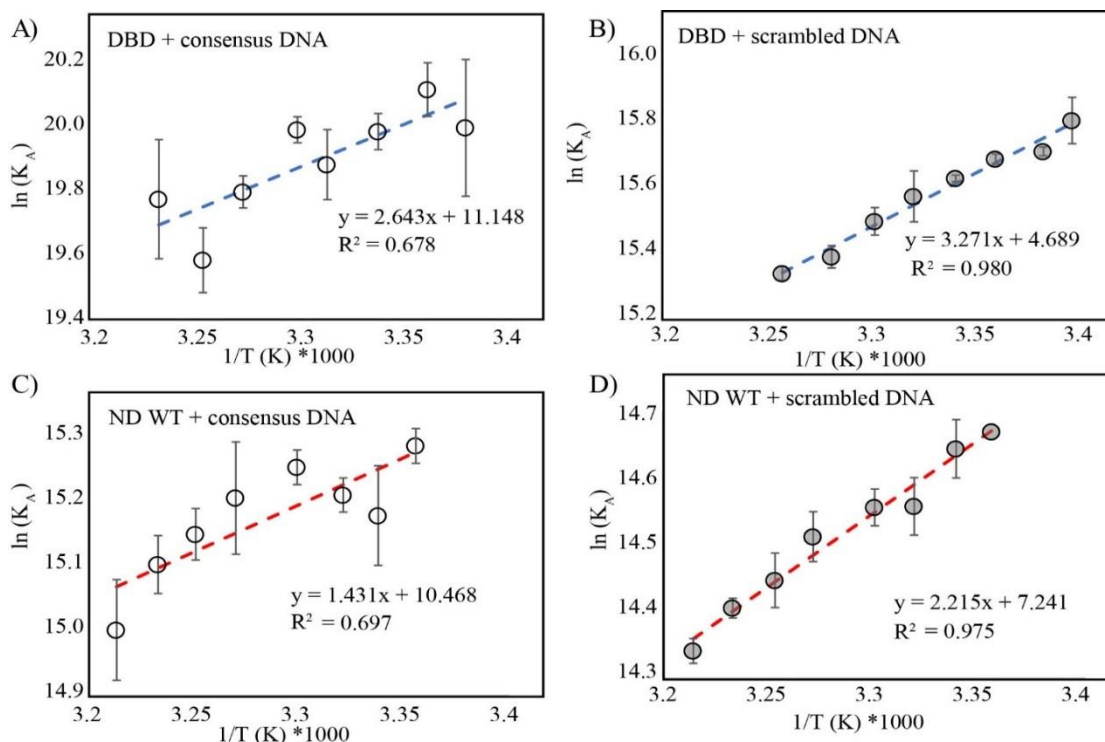 A)
DBD + consensus DNA
20.2
20.0
19.8
19.6
19.4
ln (K_A)
y = 2.643x + 11.148
R² = 0.678
3.2 3.25 3.3 3.35 3.4
1/T (K) *1000
B)
DBD + scrambled DNA
16.0
15.8
15.6
15.4
15.2
ln (K_A)
y = 3.271x + 4.689
R² = 0.980
3.2 3.25 3.3 3.35 3.4
1/T (K) *1000
C)
ND WT + consensus DNA
15.3
15.2
15.1
15.0
14.9
ln (K_A)
y = 1.431x + 10.468
R² = 0.697
3.2 3.25 3.3 3.35 3.4
1/T (K) *1000
D)
ND WT + scrambled DNA
14.7
14.6
14.5
14.4
14.3
ln (K_A)
y = 2.215x + 7.241
R² = 0.975
3.2 3.25 3.3 3.35 3.4
1/T (K) *1000